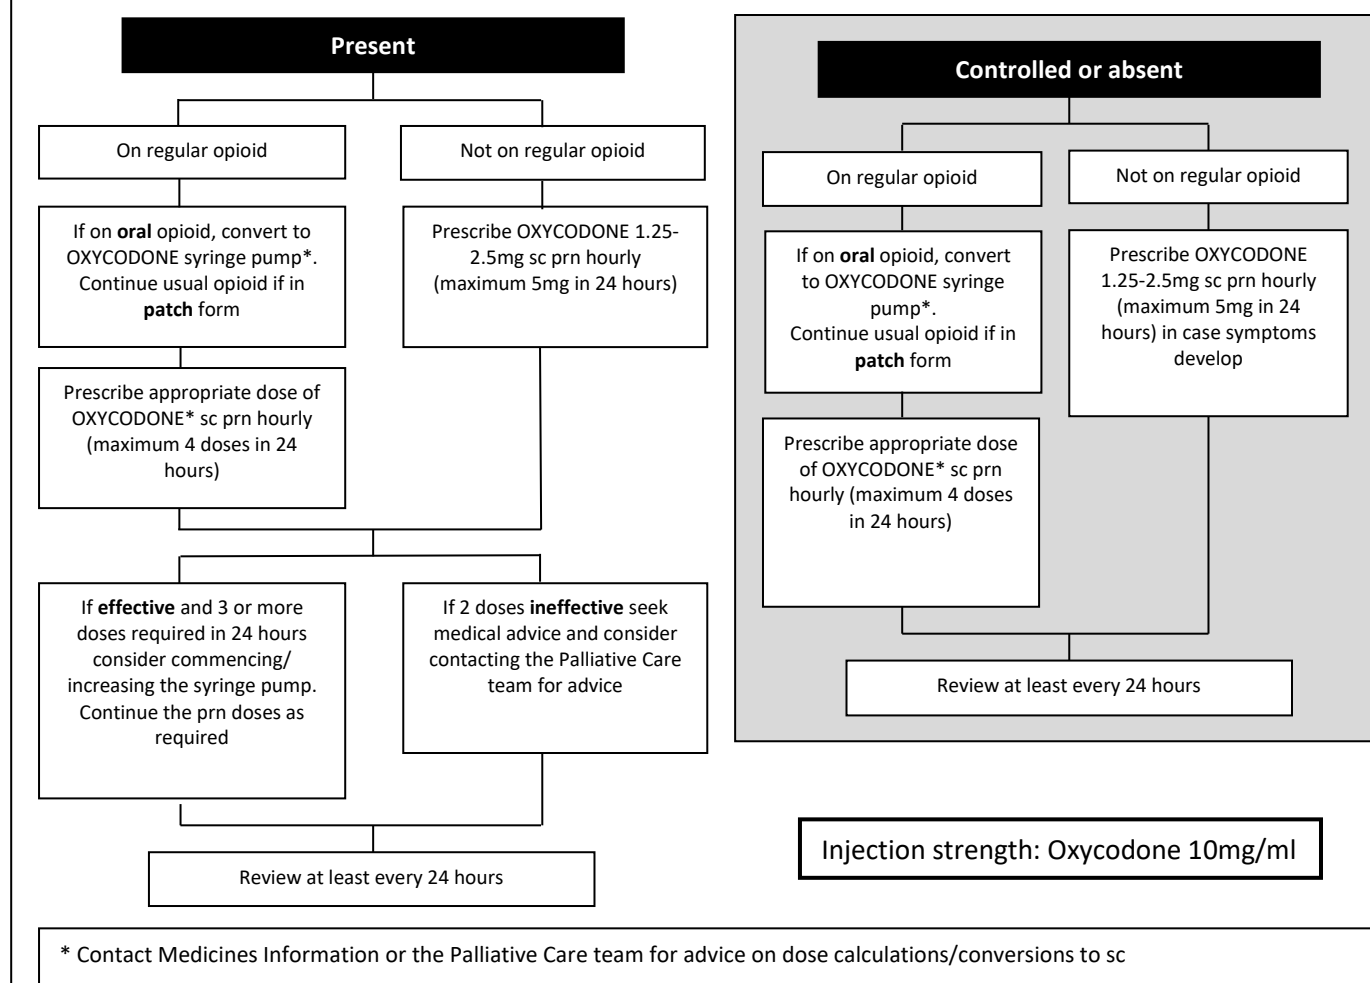 Present
On regular opioid
Not on regular opioid
If on oral opioid, convert to
OXYCODONE syringe pump*.
Continue usual opioid if in
patch form
Prescribe OXYCODONE 1.25-
2.5mg sc prn hourly
(maximum 5mg in 24 hours)
Prescribe appropriate dose of
OXYCODONE* sc prn hourly
(maximum 4 doses in 24
hours)
If effective and 3 or more
doses required in 24 hours
consider commencing/
increasing the syringe pump.
Continue the prn doses as
required
If 2 doses ineffective seek
medical advice and consider
contacting the Palliative Care
team for advice
Review at least every 24 hours
Controlled or absent
On regular opioid
Not on regular opioid
If on oral opioid, convert
to OXYCODONE syringe
pump*.
Continue usual opioid if in
patch form
Prescribe OXYCODONE
1.25-2.5mg sc prn hourly
(maximum 5mg in 24
hours) in case symptoms
develop
Prescribe appropriate dose
of OXYCODONE* sc prn
hourly (maximum 4 doses
in 24 hours)
Review at least every 24 hours
Injection strength: Oxycodone 10mg/ml
* Contact Medicines Information or the Palliative Care team for advice on dose calculations/conversions to sc